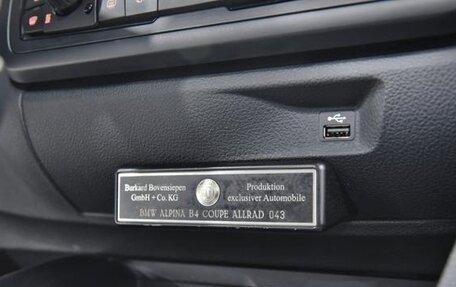 Burkard Bovensiepen
GmbH + Co. KG
Produktion
exclusiver Automobile
BMW ALPINA B4 COUPE ALLRAD 043